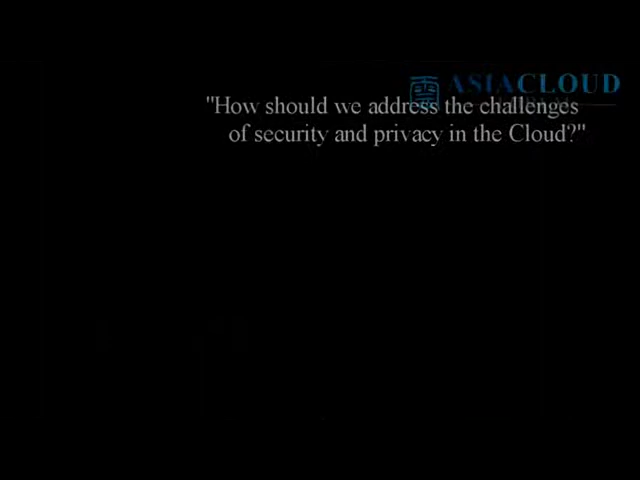 ASIACLOUD
"How should we address the challenges
of security and privacy in the Cloud?"